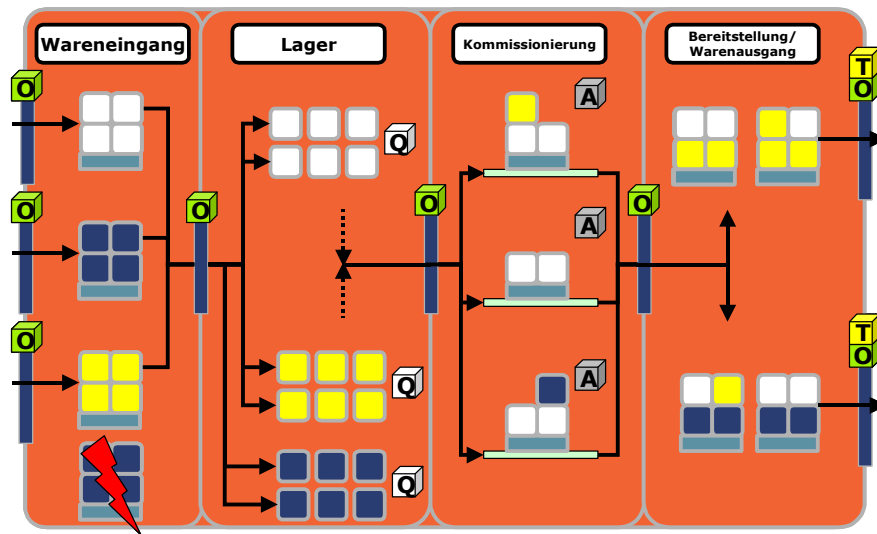 Wareneingang
Lager
Kommissionierung
Bereitstellung/
Warenausgang
T
O
O
A
Q
O
O
O
A
O
O
T
O
A
Q
Q